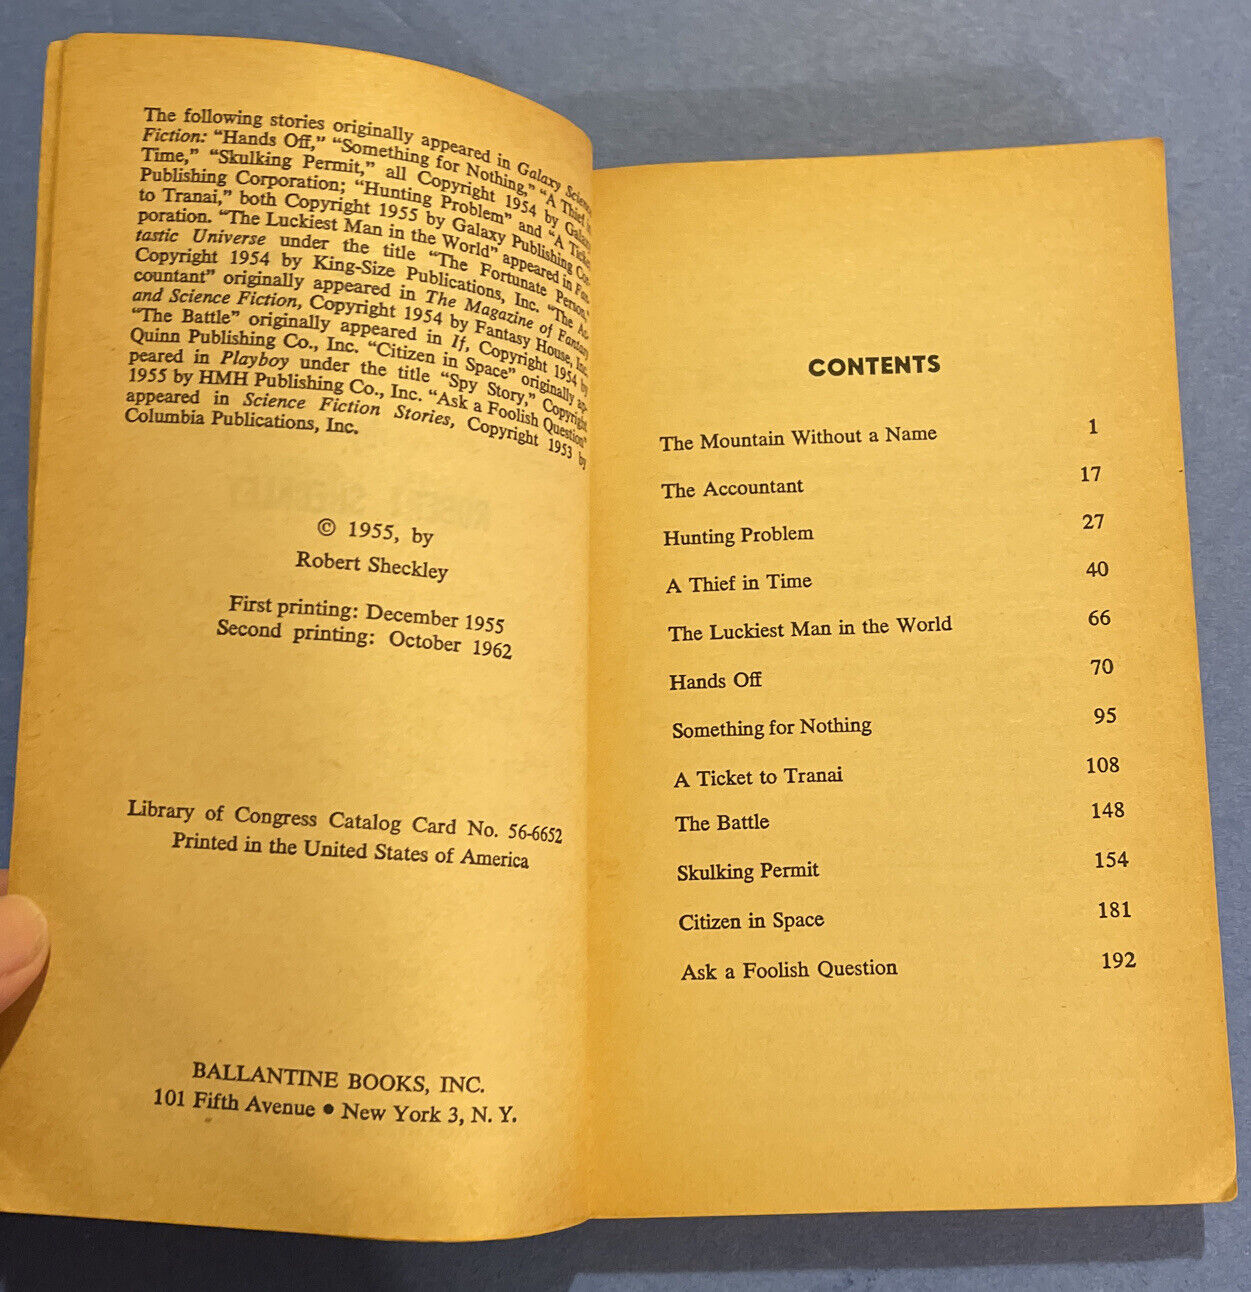 The following stories originally appeared in Galaxy Science
Fiction: “Hands Off,” “Something for Nothing,” “A Thief in
Time,” “Skulking Permit,” all Copyright 1954 by Galaxy
Publishing Corporation; “Hunting Problem” and “A Ticket
to Tranai,” both Copyright 1955 by Galaxy Publishing Cor-
poration. “The Luckiest Man in the World” appeared in Fan-
tastic Universe under the title “The Fortunate Person,”
Copyright 1954 by King-Size Publications, Inc. “The Ac-
countant” originally appeared in The Magazine of Fantasy
and Science Fiction, Copyright 1954 by Fantasy House, Inc.
“The Battle” originally appeared in If, Copyright 1954 by
Quinn Publishing Co., Inc. “Citizen in Space” originally ap-
peared in Playboy under the title “Spy Story,” Copyright
1955 by HMH Publishing Co., Inc. “Ask a Foolish Question”
appeared in Science Fiction Stories, Copyright 1953 by
Columbia Publications, Inc.
© 1955, by
Robert Sheckley
First printing: December 1955
Second printing: October 1962
Library of Congress Catalog Card No. 56-6652
Printed in the United States of America
BALLANTINE BOOKS, INC.
101 Fifth Avenue • New York 3, N. Y.
CONTENTS
The Mountain Without a Name 1
The Accountant 17
Hunting Problem 27
A Thief in Time 40
The Luckiest Man in the World 66
Hands Off 70
Something for Nothing 95
A Ticket to Tranai 108
The Battle 148
Skulking Permit 154
Citizen in Space 181
Ask a Foolish Question 192